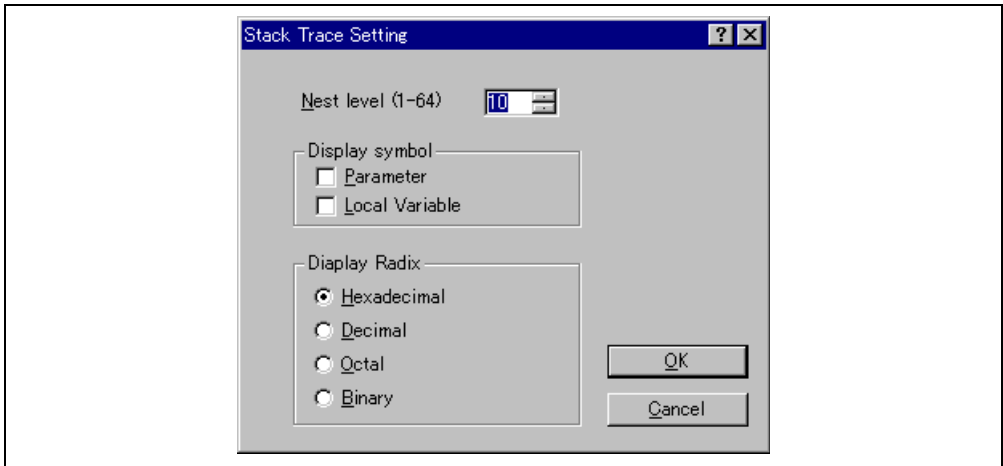 Stack Trace Setting
Nest level (1-64) 10
Display symbol
Parameter
Local Variable
Diaplay Radix
Hexadecimal
Decimal
Octal
Binary
OK
Cancel